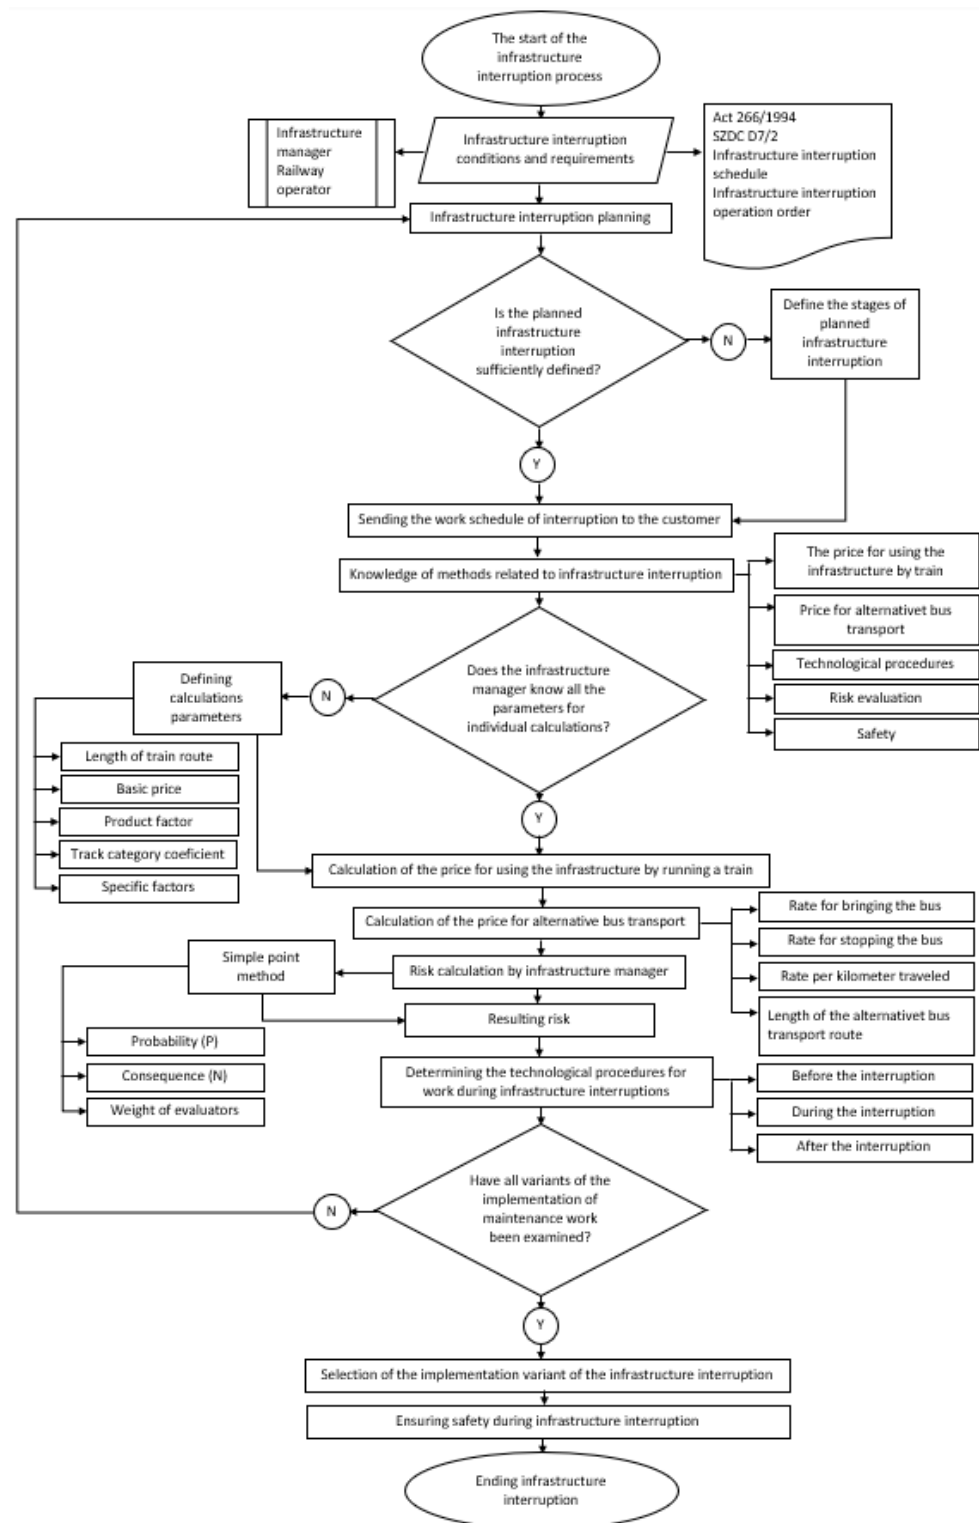 The start of the
infrastructure
interruption process
Infrastructure
manager
Railway
operator
Infrastructure interruption
conditions and requirements
Act 266/1994
SZDC D7/2
Infrastructure interruption
schedule
Infrastructure interruption
operation order
Infrastructure interruption planning
Is the planned
infrastructure
interruption
sufficiently defined?
N
Define the stages of
planned
infrastructure
interruption
Y
Sending the work schedule of interruption to the customer
Knowledge of methods related to infrastructure interruption
The price for using the
infrastructure by train
Price for alternativet bus
transport
Technological procedures
Risk evaluation
Safety
Does the infrastructure
manager know all the
parameters for
individual calculations?
N
Defining
calculations
parameters
Length of train route
Basic price
Product factor
Track category coeficient
Specific factors
Y
Calculation of the price for using the infrastructure by running a train
Calculation of the price for alternative bus transport
Rate for bringing the bus
Rate for stopping the bus
Rate per kilometer traveled
Length of the alternativet bus
transport route
Risk calculation by infrastructure manager
Simple point
method
Probability (P)
Consequence (N)
Weight of evaluators
Resulting risk
Determining the technological procedures for
work during infrastructure interruptions
Before the interruption
During the interruption
After the interruption
Have all variants of the
implementation of
maintenance work
been examined?
N
Y
Selection of the implementation variant of the infrastructure interruption
Ensuring safety during infrastructure interruption
Ending infrastructure
interruption